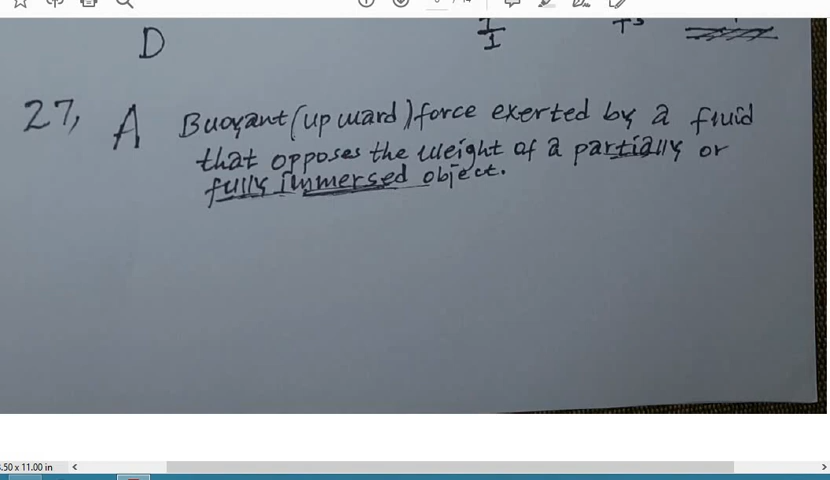 D
I
27, A Buoyant (upward) force exerted by a fluid
that opposes the weight of a partially or
fully immersed object.
.50 x 11.00 in